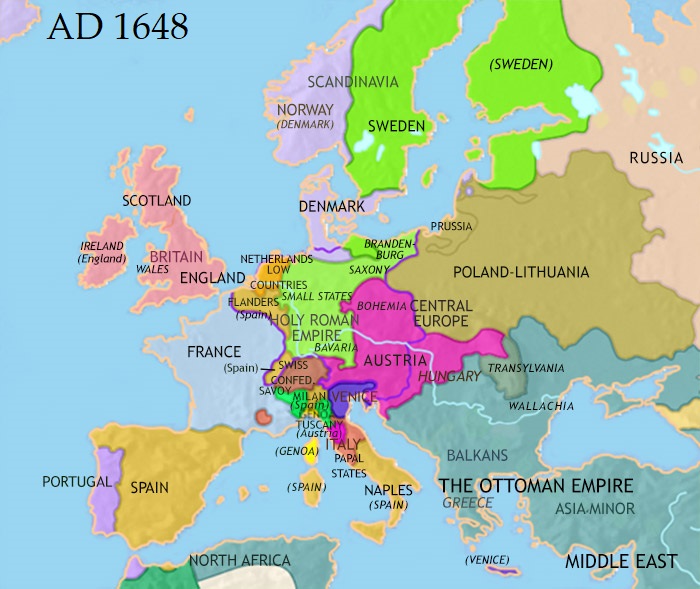 AD 1648
(SWEDEN)
SCANDINAVIA
NORWAY
(DENMARK)
SWEDEN
RUSSIA
SCOTLAND
DENMARK
PRUSSIA
IRELAND
(England)
BRITAIN
WALES
ENGLAND
NETHERLANDS
LOW
COUNTRIES
BRANDEN-
BURG
SAXONY
POLAND-LITHUANIA
FLANDERS
(Spain)
SMALL STATES
HOLY ROMAN
EMPIRE
BAVARIA
BOHEMIA
CENTRAL
EUROPE
FRANCE
(Spain)
SWISS
CONFED.
SAVOY
AUSTRIA
HUNGARY
TRANSYLVANIA
WALLACHIA
MILAN
(Spain)
VENICE
GENOA
TUSCANY
(Austria)
ITALY
(GENOA)
PAPAL
STATES
BALKANS
PORTUGAL
SPAIN
(SPAIN)
NAPLES
(SPAIN)
THE OTTOMAN EMPIRE
GREECE
ASIA MINOR
(VENICE)
MIDDLE EAST
NORTH AFRICA